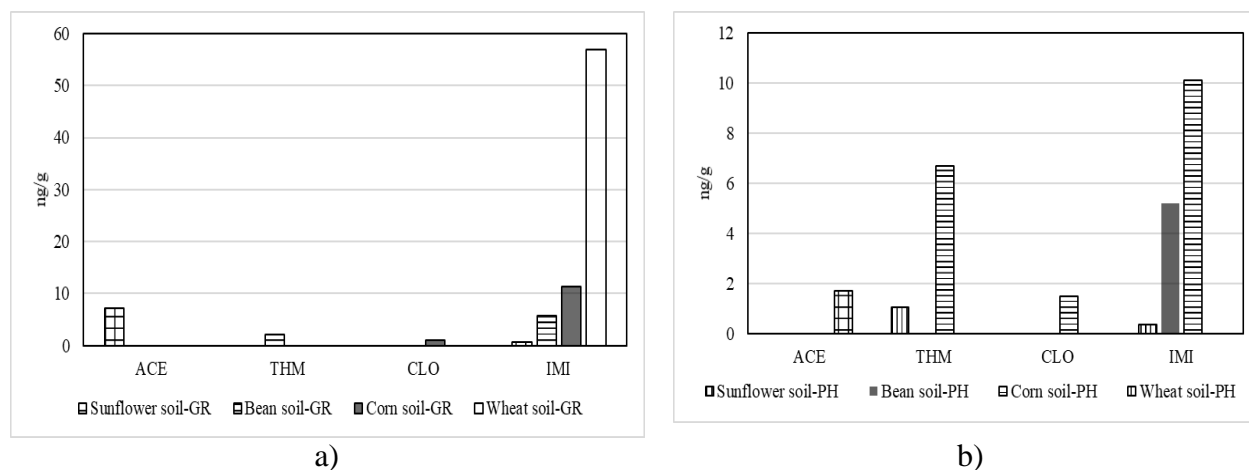 60
50
40
30
20
10
0
ng/g
ACE THM CLO IMI
Sunflower soil-GR Bean soil-GR Corn soil-GR Wheat soil-GR
a)
12
10
8
6
4
2
0
ng/g
ACE THM CLO IMI
Sunflower soil-PH Bean soil-PH Corn soil-PH Wheat soil-PH
b)